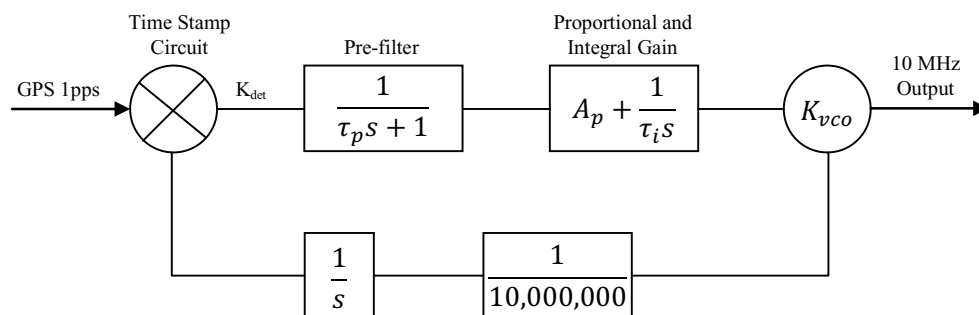 Time Stamp
Circuit
Pre-filter
Proportional and
Integral Gain
10 MHz
Output
GPS 1pps
K_det
1
τ_p s + 1
A_p + 1
τ_i s
K_vco
1
s
1
10,000,000